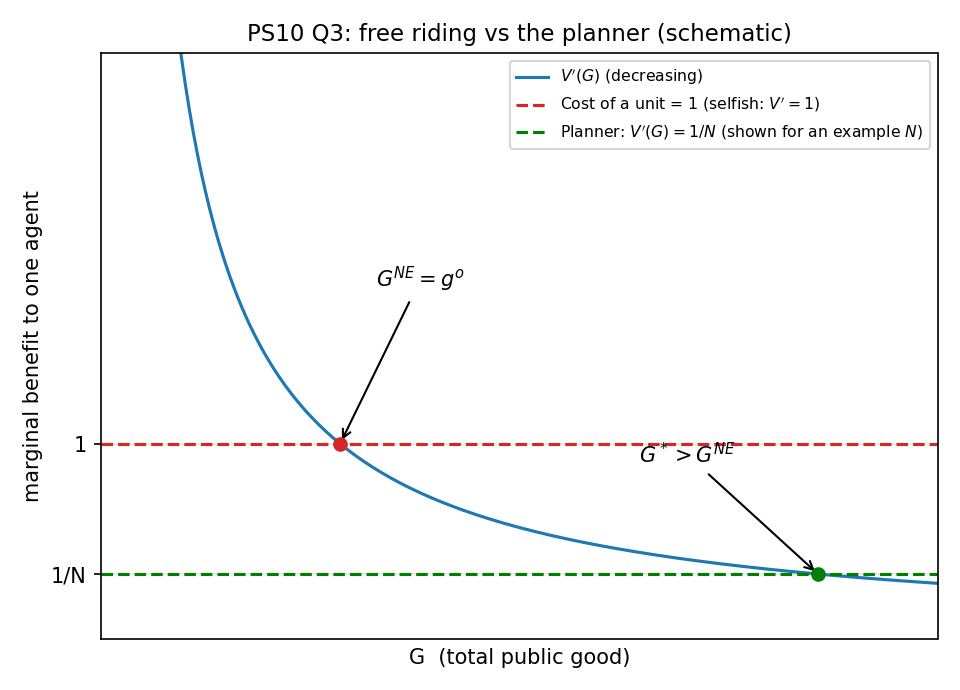 PS10 Q3: free riding vs the planner (schematic)
V′(G) (decreasing)
Cost of a unit = 1 (selfish: V′ = 1)
Planner: V′(G) = 1/N (shown for an example N)
marginal benefit to one agent
G^{NE} = g^o
1
G^* > G^{NE}
1/N
G (total public good)